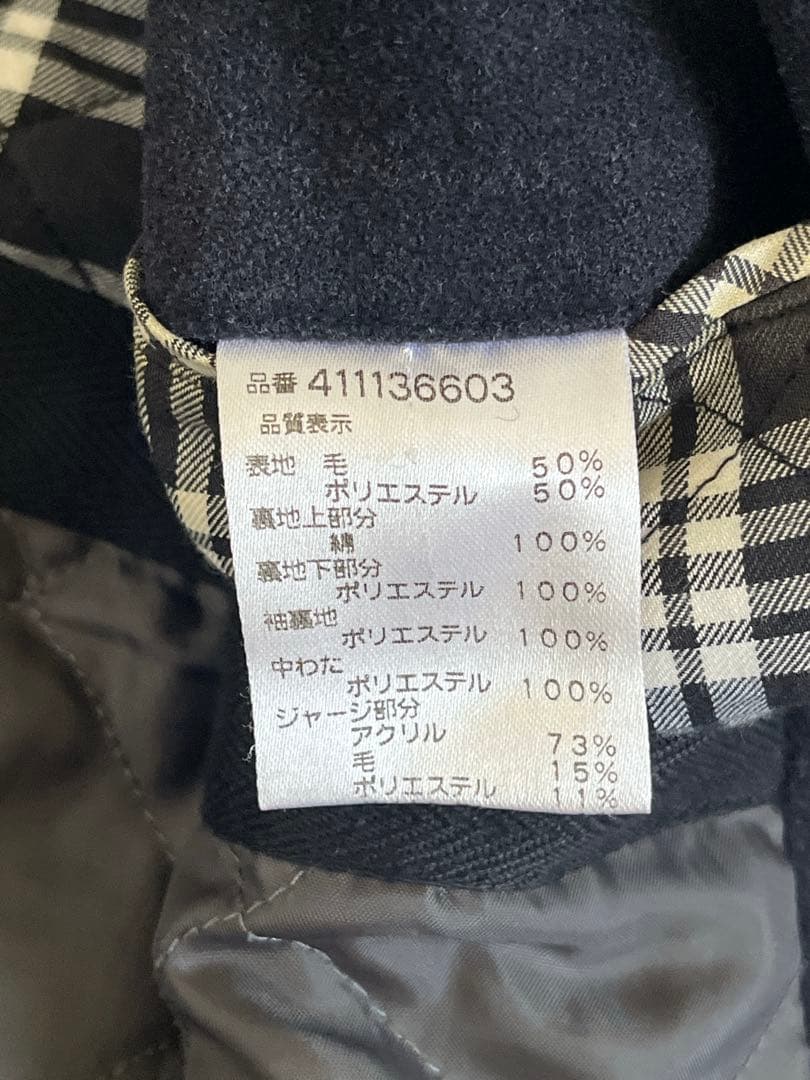 品番 411136603
品質表示
表地 毛 50%
ポリエステル 50%
裏地上部分
綿 100%
裏地下部分
ポリエステル 100%
袖裏地
ポリエステル 100%
中わた
ポリエステル 100%
ジャージ部分
アクリル 73%
毛 15%
ポリエステル 11%